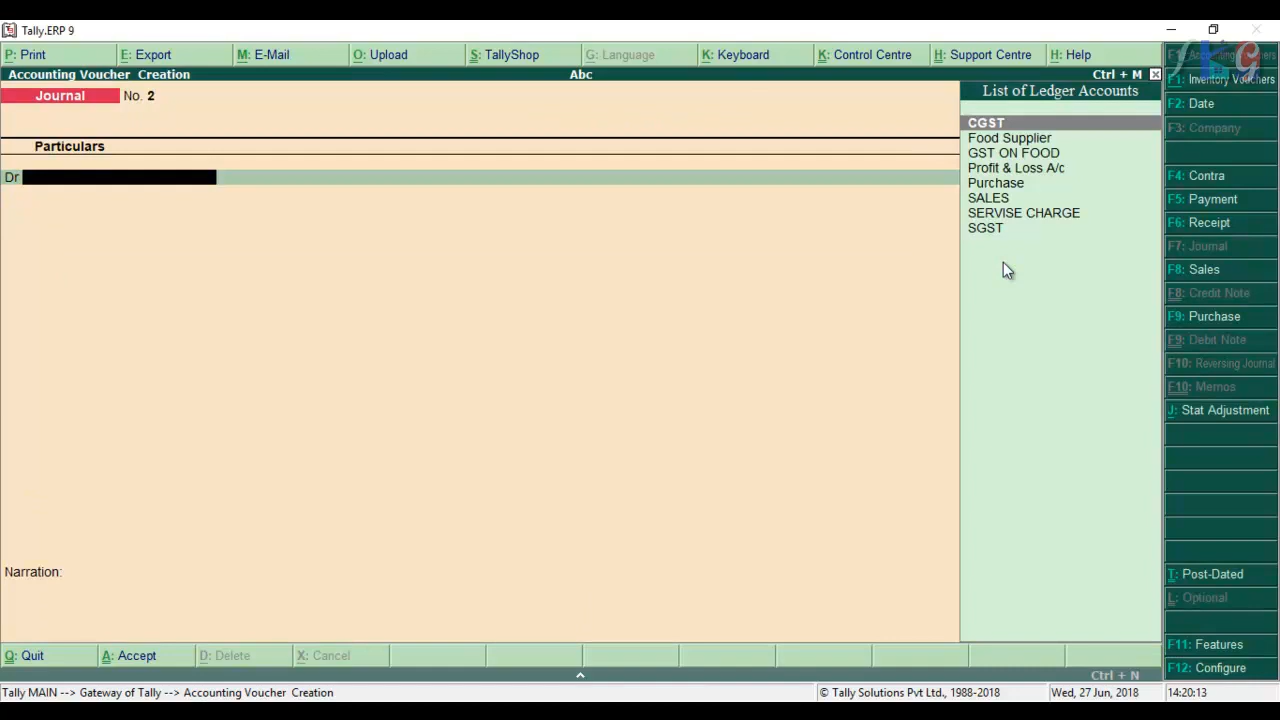 Tally.ERP 9
P: Print E: Export M: E-Mail O: Upload S: TallyShop G: Language K: Keyboard K: Control Centre H: Support Centre H: Help
Accounting Voucher Creation Abc Ctrl + M
Journal No. 2
Particulars
Dr
Narration:
List of Ledger Accounts
CGST
Food Supplier
GST ON FOOD
Profit & Loss A/c
Purchase
SALES
SERVISE CHARGE
SGST
F1: Inventory Vouchers
F2: Date
F3: Company
F4: Contra
F5: Payment
F6: Receipt
F7: Journal
F8: Sales
F8: Credit Note
F9: Purchase
F9: Debit Note
F10: Reversing Journal
F10: Memos
J: Stat Adjustment
T: Post-Dated
L: Optional
F11: Features
F12: Configure
Q: Quit A: Accept D: Delete X: Cancel
Ctrl + N
Tally MAIN --> Gateway of Tally --> Accounting Voucher Creation © Tally Solutions Pvt Ltd., 1988-2018 Wed, 27 Jun, 2018 14:20:13